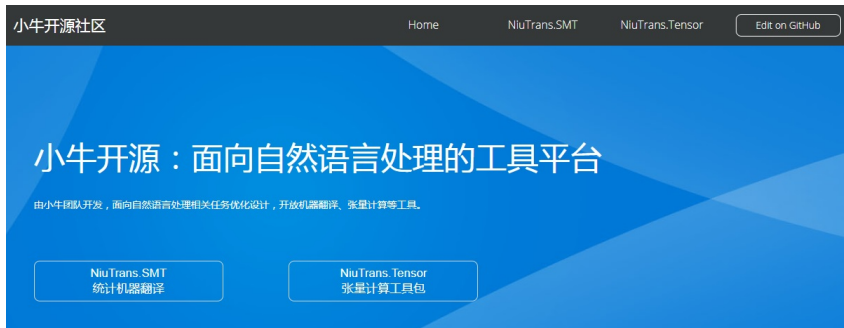 小牛开源社区
Home
NiuTrans.SMT
NiuTrans.Tensor
Edit on GitHub
小牛开源：面向自然语言处理的工具平台
由小牛团队开发，面向自然语言处理相关任务优化设计，开放机器翻译、张量计算等工具。
NiuTrans.SMT
统计机器翻译
NiuTrans.Tensor
张量计算工具包